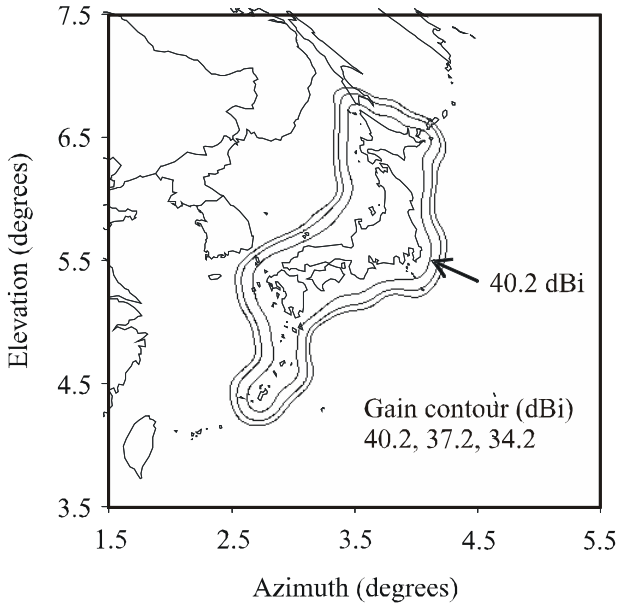 7.5
6.5
5.5
4.5
3.5
Elevation (degrees)
40.2 dBi
Gain contour (dBi)
40.2, 37.2, 34.2
1.5 2.5 3.5 4.5 5.5
Azimuth (degrees)